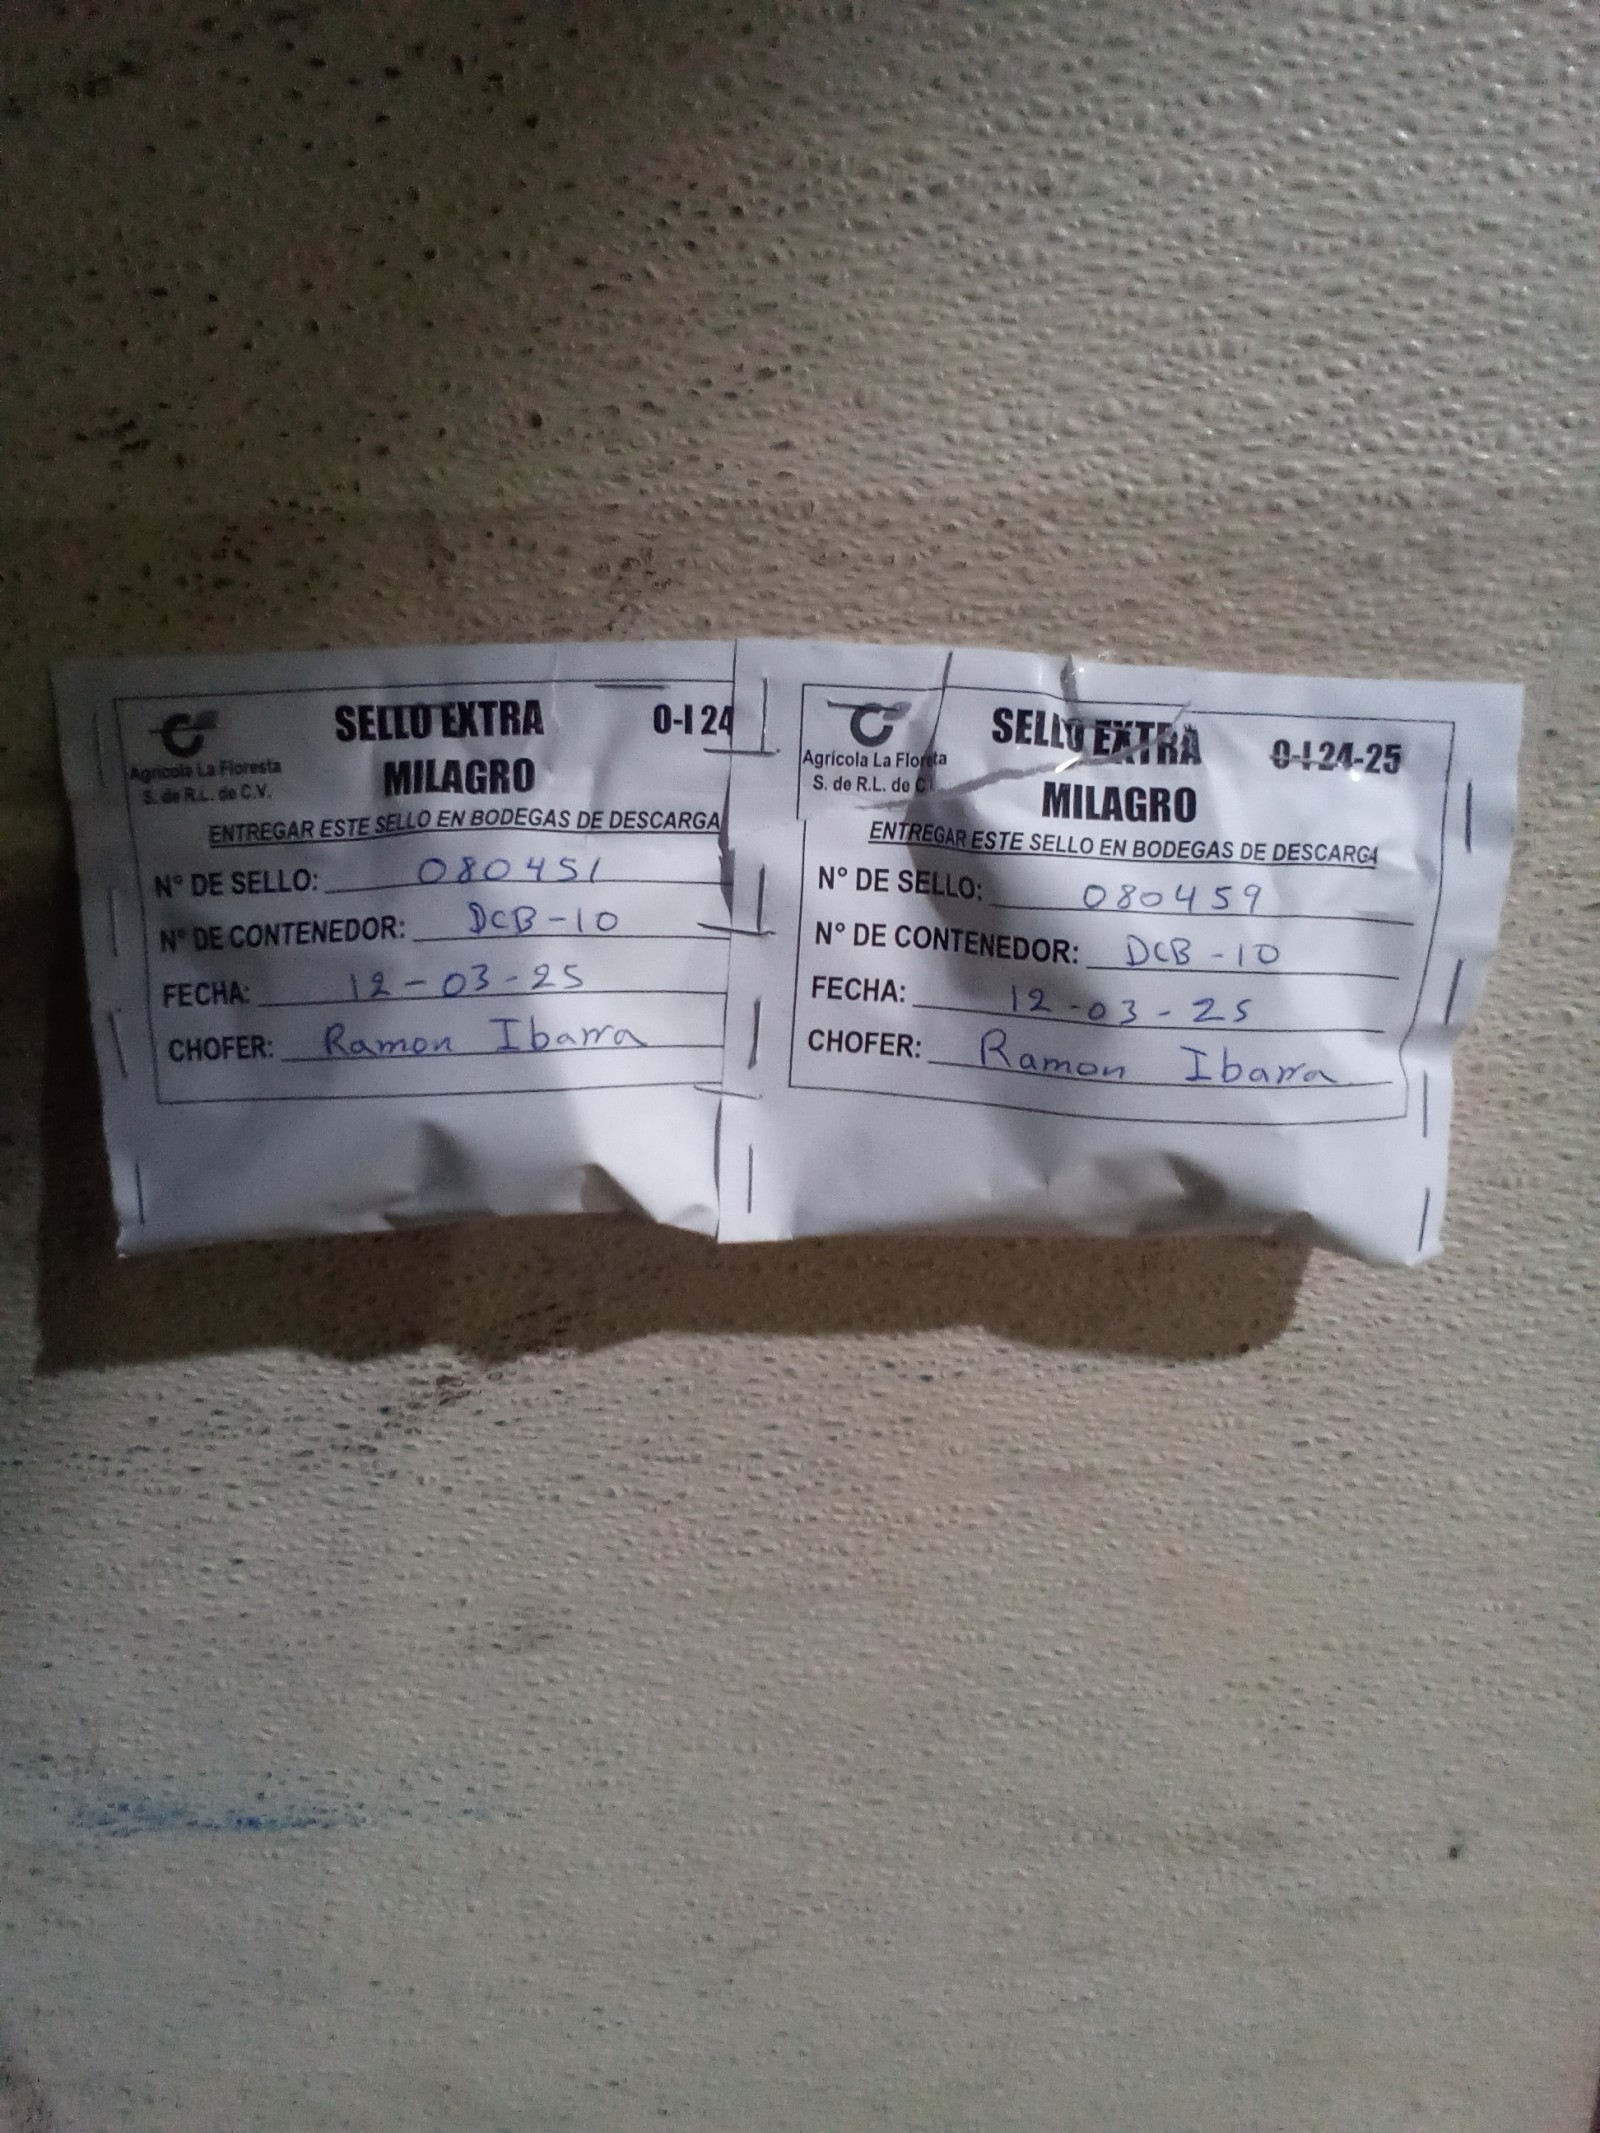 Agricola La Floresta
S. de R.L. de C.V.
SELLO EXTRA
0-I 24
MILAGRO
ENTREGAR ESTE SELLO EN BODEGAS DE DESCARGA
N° DE SELLO: 080451
N° DE CONTENEDOR: DCB-10
FECHA: 12-03-25
CHOFER: Ramon Ibarra
Agricola La Floresta
S. de R.L. de C.
SELLO EXTRA
0-I 24-25
MILAGRO
ENTREGAR ESTE SELLO EN BODEGAS DE DESCARGA
N° DE SELLO: 080459
N° DE CONTENEDOR: DCB-10
FECHA: 12-03-25
CHOFER: Ramon Ibarra